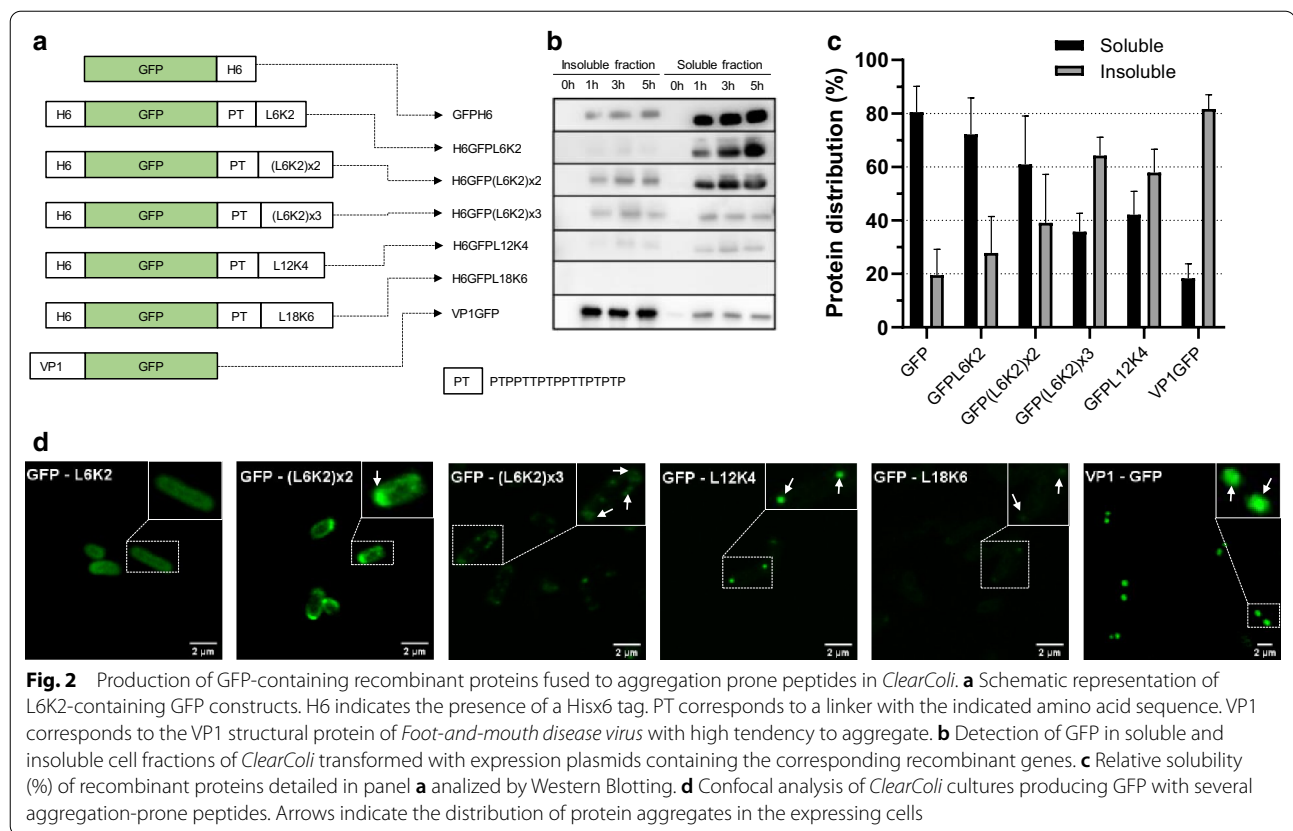 a
GFP H6
H6 GFP PT L6K2
H6 GFP PT (L6K2)x2
H6 GFP PT (L6K2)x3
H6 GFP PT L12K4
H6 GFP PT L18K6
VP1 GFP
GFPH6
H6GFPL6K2
H6GFP(L6K2)x2
H6GFP(L6K2)x3
H6GFPL12K4
H6GFPL18K6
VP1GFP
PT PTPPTTPTPPTTPTPTP
b
Insoluble fraction Soluble fraction
0h 1h 3h 5h 0h 1h 3h 5h
c
Soluble
Insoluble
Protein distribution (%)
100
80
60
40
20
0
GFP
GFPL6K2
GFP(L6K2)x2
GFP(L6K2)x3
GFPL12K4
VP1GFP
d
GFP - L6K2
2 µm
GFP - (L6K2)x2
2 µm
GFP - (L6K2)x3
2 µm
GFP - L12K4
2 µm
GFP - L18K6
2 µm
VP1 - GFP
2 µm
Fig. 2 Production of GFP-containing recombinant proteins fused to aggregation prone peptides in ClearColi. a Schematic representation of
L6K2-containing GFP constructs. H6 indicates the presence of a Hisx6 tag. PT corresponds to a linker with the indicated amino acid sequence. VP1
corresponds to the VP1 structural protein of Foot-and-mouth disease virus with high tendency to aggregate. b Detection of GFP in soluble and
insoluble cell fractions of ClearColi transformed with expression plasmids containing the corresponding recombinant genes. c Relative solubility
(%) of recombinant proteins detailed in panel a analized by Western Blotting. d Confocal analysis of ClearColi cultures producing GFP with several
aggregation-prone peptides. Arrows indicate the distribution of protein aggregates in the expressing cells